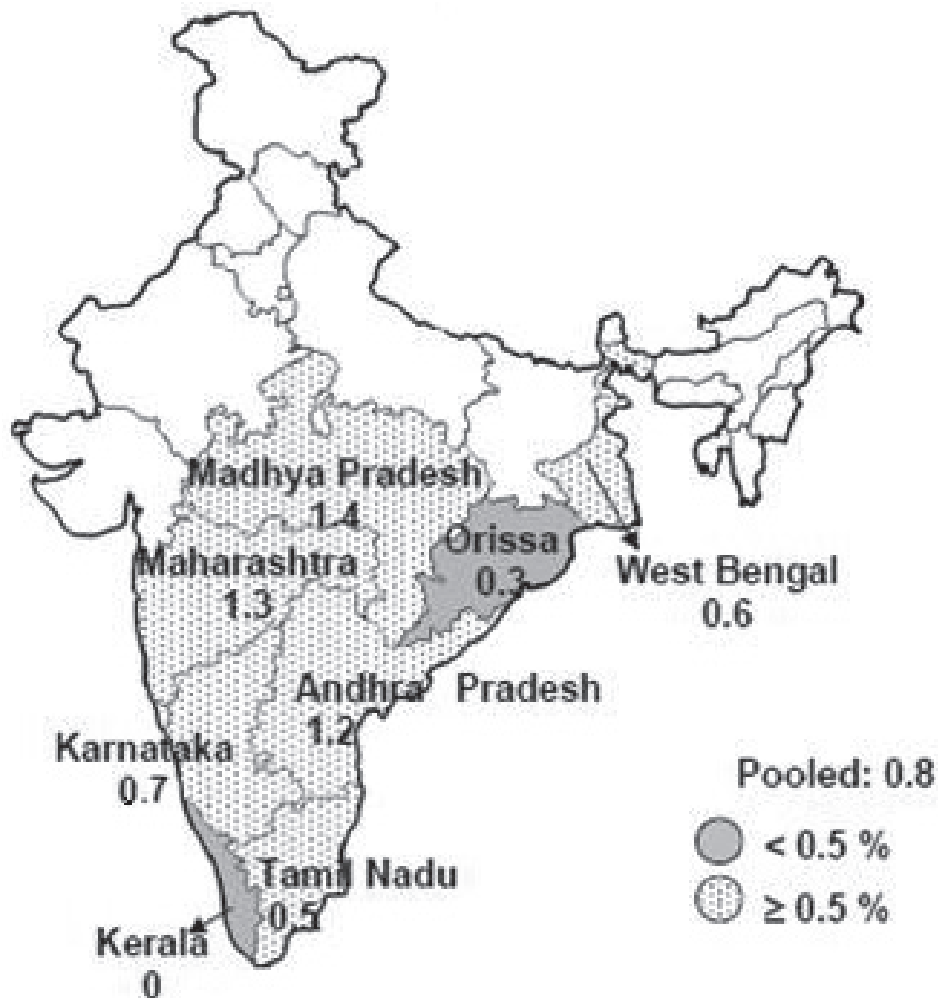 Madhya Pradesh
1.4
Orissa
0.3
Maharashtra
1.3
West Bengal
0.6
Andhra Pradesh
1.2
Karnataka
0.7
Pooled: 0.8
< 0.5 %
≥ 0.5 %
Tamil Nadu
0.5
Kerala
0